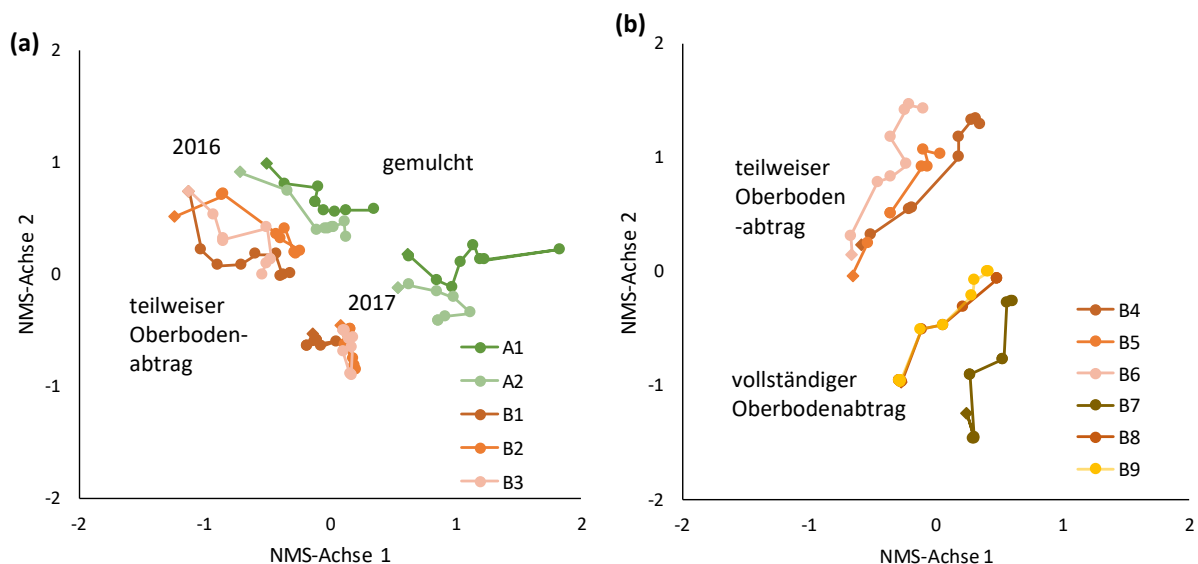 (a)
2
1
0
-1
-2
-2
-1
0
1
2
NMS-Achse 2
NMS-Achse 1
2016
gemulcht
teilweiser
Oberboden-
abtrag
2017
A1
A2
B1
B2
B3
(b)
2
1
0
-1
-2
-2
-1
0
1
2
NMS-Achse 2
NMS-Achse 1
teilweiser
Oberboden
-abtrag
vollständiger
Oberbodenabtrag
B4
B5
B6
B7
B8
B9